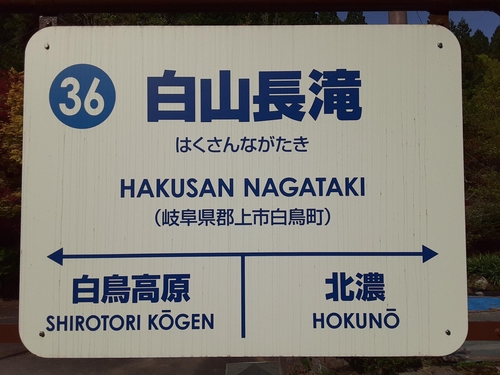 36
白山長滝
はくさんながたき
HAKUSAN NAGATAKI
(岐阜県郡上市白鳥町)
白鳥高原
SHIROTORI KŌGEN
北濃
HOKUNŌ